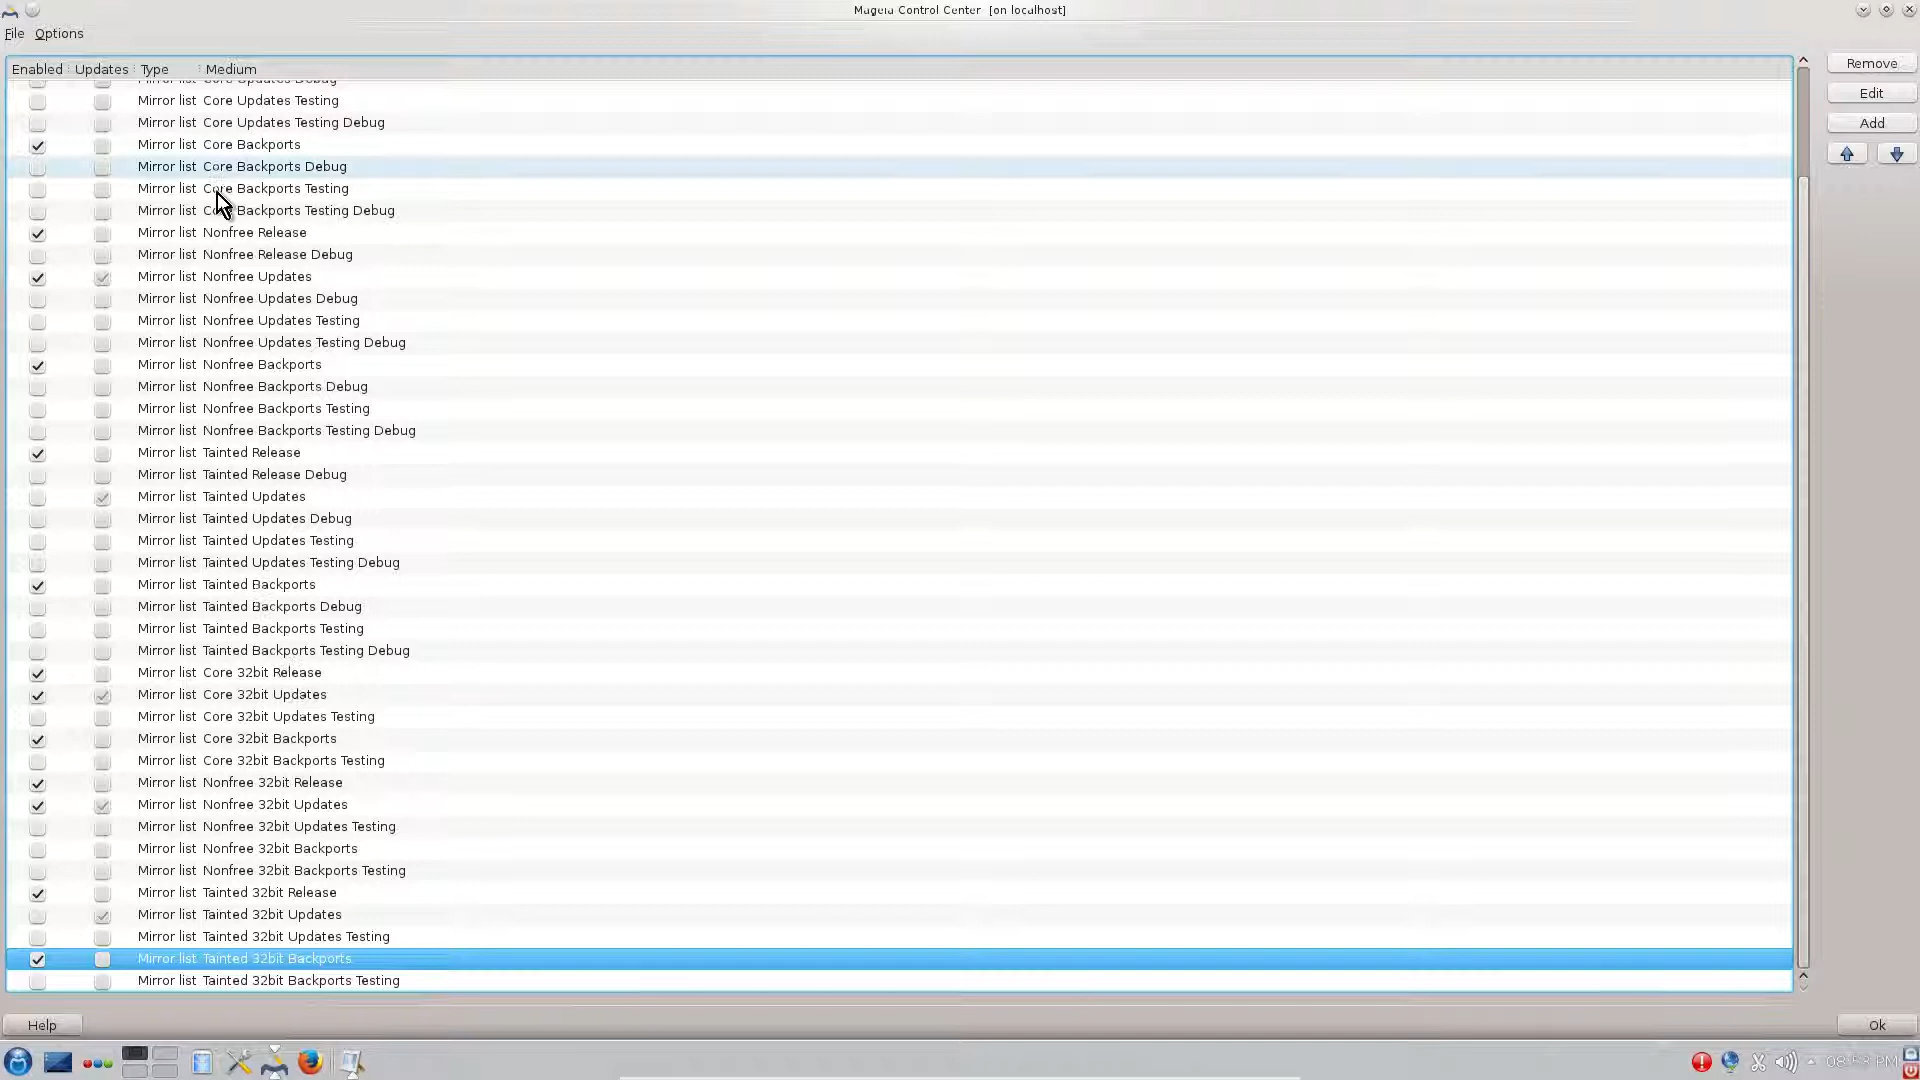 Mageia Control Center [on localhost]
File Options
Enabled Updates Type Medium
Remove
Mirror list Core Updates Debug
Edit
Mirror list Core Updates Testing
Add
Mirror list Core Updates Testing Debug
Mirror list Core Backports
Mirror list Core Backports Debug
Mirror list Core Backports Testing
Mirror list Core Backports Testing Debug
Mirror list Nonfree Release
Mirror list Nonfree Release Debug
Mirror list Nonfree Updates
Mirror list Nonfree Updates Debug
Mirror list Nonfree Updates Testing
Mirror list Nonfree Updates Testing Debug
Mirror list Nonfree Backports
Mirror list Nonfree Backports Debug
Mirror list Nonfree Backports Testing
Mirror list Nonfree Backports Testing Debug
Mirror list Tainted Release
Mirror list Tainted Release Debug
Mirror list Tainted Updates
Mirror list Tainted Updates Debug
Mirror list Tainted Updates Testing
Mirror list Tainted Updates Testing Debug
Mirror list Tainted Backports
Mirror list Tainted Backports Debug
Mirror list Tainted Backports Testing
Mirror list Tainted Backports Testing Debug
Mirror list Core 32bit Release
Mirror list Core 32bit Updates
Mirror list Core 32bit Updates Testing
Mirror list Core 32bit Backports
Mirror list Core 32bit Backports Testing
Mirror list Nonfree 32bit Release
Mirror list Nonfree 32bit Updates
Mirror list Nonfree 32bit Updates Testing
Mirror list Nonfree 32bit Backports
Mirror list Nonfree 32bit Backports Testing
Mirror list Tainted 32bit Release
Mirror list Tainted 32bit Updates
Mirror list Tainted 32bit Updates Testing
Mirror list Tainted 32bit Backports
Mirror list Tainted 32bit Backports Testing
Help
Ok
PM